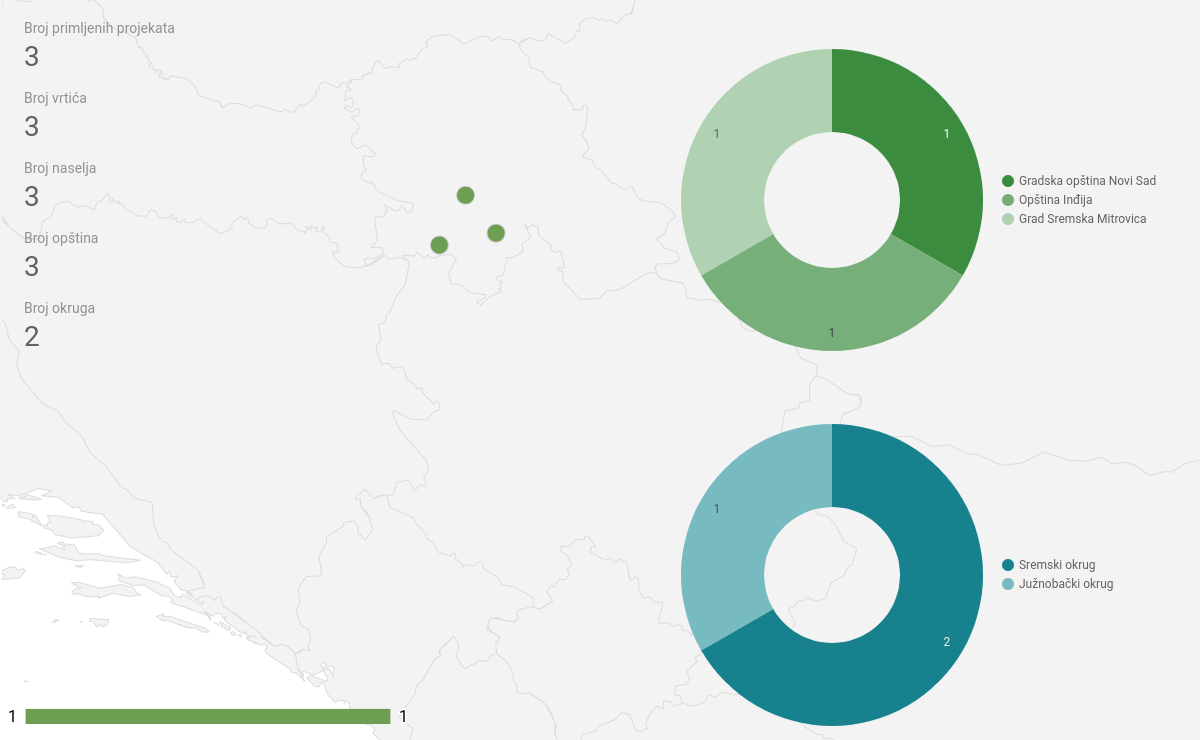 Broj primljenih projekata
3
Broj vrtića
3
Broj naselja
3
Broj opština
3
Broj okruga
2
1
1
1
Gradska opština Novi Sad
Opština Inđija
Grad Sremska Mitrovica
1
2
Sremski okrug
Južnobački okrug
1
1